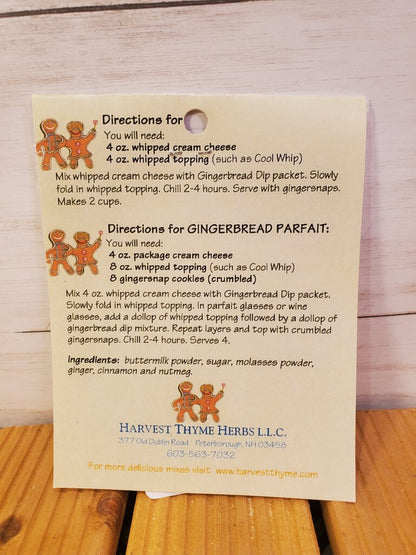 Directions for
You will need:
4 oz. whipped cream cheese
4 oz. whipped topping (such as Cool Whip)
Mix whipped cream cheese with Gingerbread Dip packet. Slowly
fold in whipped topping. Chill 2-4 hours. Serve with gingersnaps.
Makes 2 cups.
Directions for GINGERBREAD PARFAIT:
You will need:
4 oz. package cream cheese
8 oz. whipped topping (such as Cool Whip)
8 gingersnap cookies (crumbled)
Mix 4 oz. whipped cream cheese with Gingerbread Dip packet.
Slowly fold in whipped topping. In parfait glasses or wine
glasses, add a dollop of whipped topping followed by a dollop of
gingerbread dip mixture. Repeat layers and top with crumbled
gingersnaps. Chill 2-4 hours. Serves 4.
Ingredients: buttermilk powder, sugar, molasses powder,
ginger, cinnamon and nutmeg.
HARVEST THYME HERBS L.L.C.
377 Old Dublin Road Peterborough, NH 03458
603-563-7032
For more delicious mixes visit www.harvestthyme.com